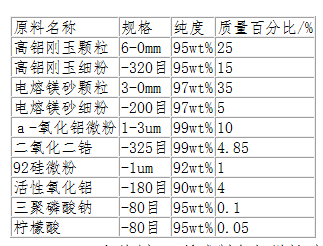 原料名称 规格 纯度 质量百分比/%
高铝刚玉颗粒 6-0mm 95wt% 25
高铝刚玉细粉 -320目 95wt% 15
电熔镁砂颗粒 3-0mm 97wt% 35
电熔镁砂细粉 -200目 97wt% 5
a-氧化铝微粉 1-3um 99wt% 10
二氧化二锆 -325目 99wt% 4.85
92硅微粉 -1um 92wt% 1
活性氧化铝 -180目 90wt% 4
三聚磷酸钠 -80目 95wt% 0.1
柠檬酸 -80目 95wt% 0.05